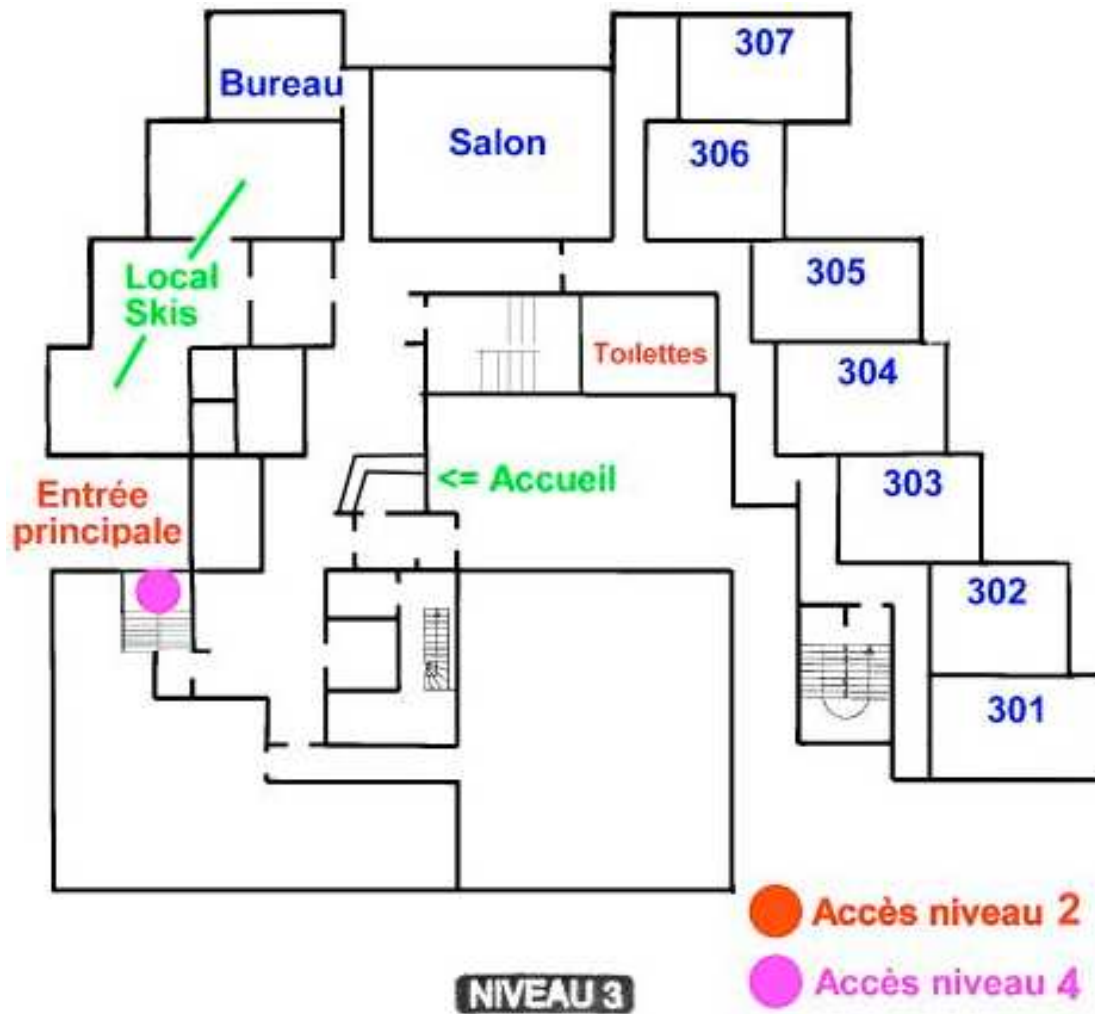 307
Bureau
Salon
306
305
Local
Skis
Toilettes
304
<= Accueil
303
Entrée
principale
302
301
Accès niveau 2
Accès niveau 4
NIVEAU 3